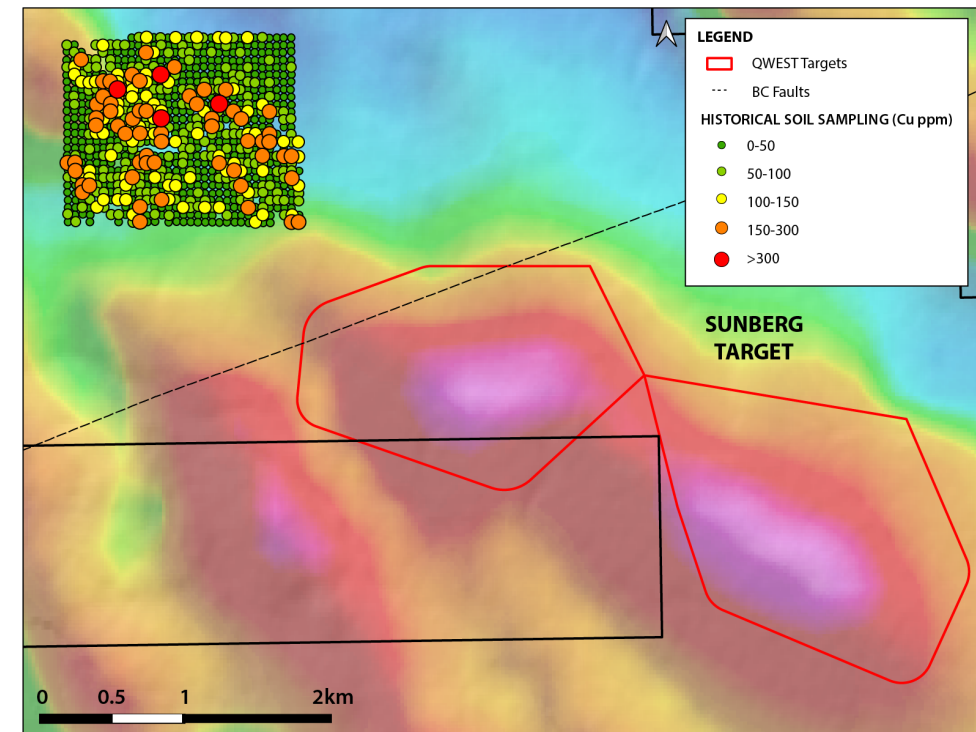 LEGEND
QWEST Targets
BC Faults
HISTORICAL SOIL SAMPLING (Cu ppm)
0-50
50-100
100-150
150-300
>300
SUNBERG
TARGET
0 0.5 1 2km